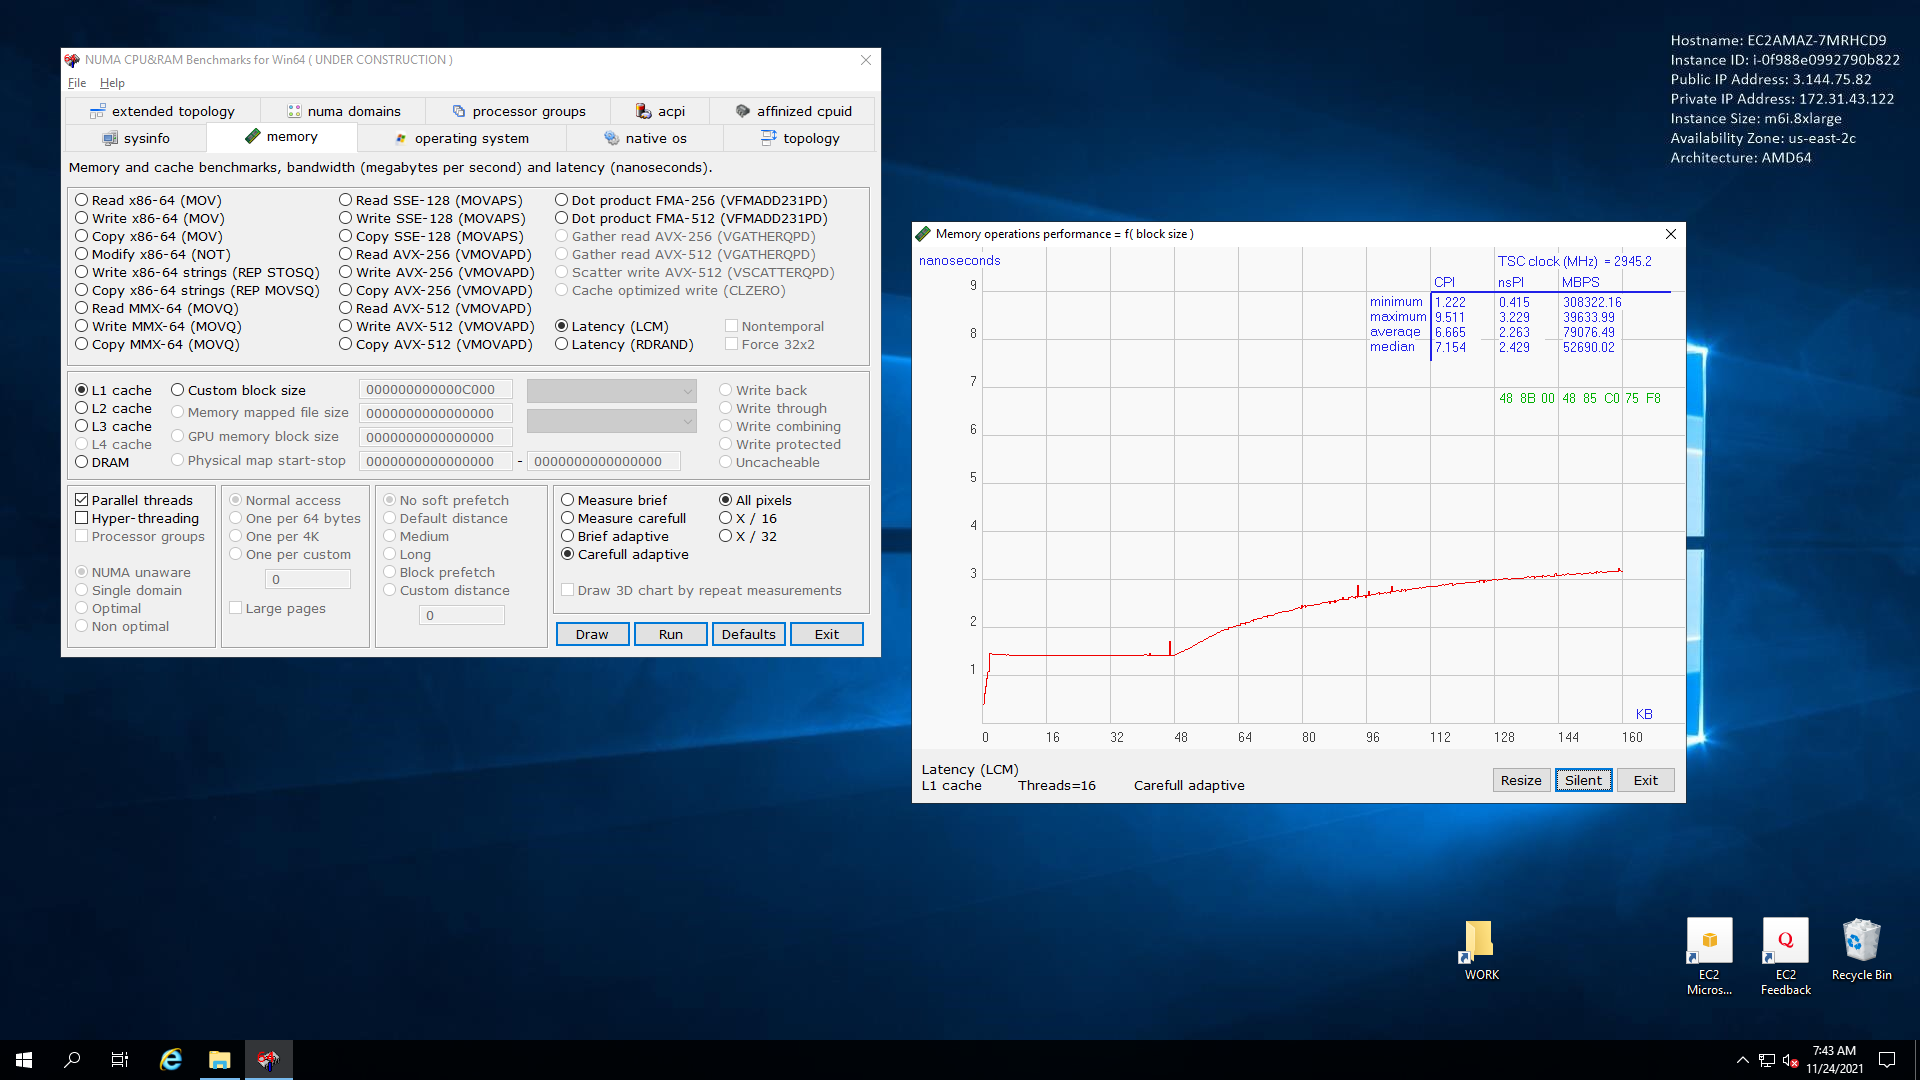 Hostname: EC2AMAZ-7MRHCD9
Instance ID: i-0f988e0992790b822
Public IP Address: 3.144.75.82
Private IP Address: 172.31.43.122
Instance Size: m6i.8xlarge
Availability Zone: us-east-2c
Architecture: AMD64
NUMA CPU&RAM Benchmarks for Win64 ( UNDER CONSTRUCTION )
File Help
extended topology numa domains processor groups acpi affinized cpuid
sysinfo memory operating system native os topology
Memory and cache benchmarks, bandwidth (megabytes per second) and latency (nanoseconds).
Read x86-64 (MOV) Read SSE-128 (MOVAPS) Dot product FMA-256 (VFMADD231PD)
Write x86-64 (MOV) Write SSE-128 (MOVAPS) Dot product FMA-512 (VFMADD231PD)
Copy x86-64 (MOV) Copy SSE-128 (MOVAPS) Gather read AVX-256 (VGATHERQPD)
Modify x86-64 (NOT) Read AVX-256 (VMOVAPD) Gather read AVX-512 (VGATHERQPD)
Write x86-64 strings (REP STOSQ) Write AVX-256 (VMOVAPD) Scatter write AVX-512 (VSCATTERQPD)
Copy x86-64 strings (REP MOVSQ) Copy AVX-256 (VMOVAPD) Cache optimized write (CLZERO)
Read MMX-64 (MOVQ) Read AVX-512 (VMOVAPD)
Write MMX-64 (MOVQ) Write AVX-512 (VMOVAPD) Latency (LCM) Nontemporal
Copy MMX-64 (MOVQ) Copy AVX-512 (VMOVAPD) Latency (RDRAND) Force 32x2
L1 cache Custom block size 000000000000C000 Write back
L2 cache Memory mapped file size 0000000000000000 Write through
L3 cache Write combining
L4 cache GPU memory block size 0000000000000000 Write protected
DRAM Physical map start-stop 0000000000000000 - 0000000000000000 Uncacheable
Parallel threads Normal access No soft prefetch Measure brief All pixels
Hyper-threading One per 64 bytes Default distance Measure carefull X / 16
Processor groups One per 4K Medium Brief adaptive X / 32
One per custom Long Carefull adaptive
NUMA unaware 0 Block prefetch
Single domain Custom distance Draw 3D chart by repeat measurements
Optimal Large pages 0
Non optimal
Draw Run Defaults Exit
Memory operations performance = f( block size )
nanoseconds TSC clock (MHz) = 2945.2
CPI nsPI MBPS
minimum 1.222 0.415 308322.16
maximum 9.511 3.229 39633.99
average 6.665 2.263 79076.49
median 7.154 2.429 52690.02
48 8B 00 48 85 C0 75 F8
9
8
7
6
5
4
3
2
1
KB
0 16 32 48 64 80 96 112 128 144 160
Latency (LCM)
L1 cache Threads=16 Carefull adaptive
Resize Silent Exit
WORK
EC2 Micros...
EC2 Feedback
Recycle Bin
7:43 AM
11/24/2021